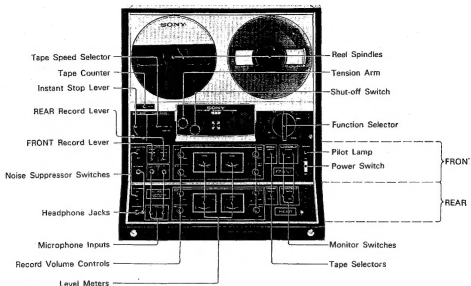 SONY
Tape Speed Selector
Tape Counter
Instant Stop Lever
REAR Record Lever
FRONT Record Lever
Noise Suppressor Switches
Headphone Jacks
Microphone Inputs
Record Volume Controls
Level Meters
SONY
Reel Spindles
Tension Arm
Shut-off Switch
Function Selector
Pilot Lamp
Power Switch
FRONT
REAR
Monitor Switches
Tape Selectors